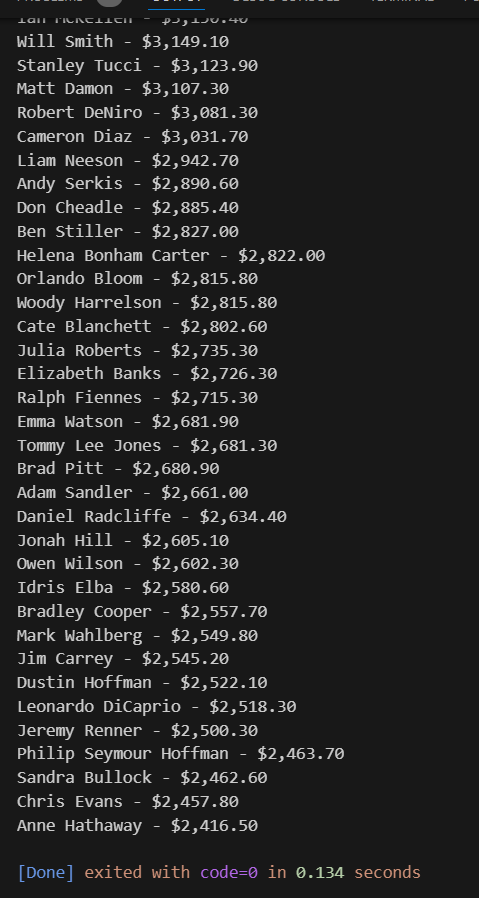 Ian McKellen - $3,150.40
Will Smith - $3,149.10
Stanley Tucci - $3,123.90
Matt Damon - $3,107.30
Robert DeNiro - $3,081.30
Cameron Diaz - $3,031.70
Liam Neeson - $2,942.70
Andy Serkis - $2,890.60
Don Cheadle - $2,885.40
Ben Stiller - $2,827.00
Helena Bonham Carter - $2,822.00
Orlando Bloom - $2,815.80
Woody Harrelson - $2,815.80
Cate Blanchett - $2,802.60
Julia Roberts - $2,735.30
Elizabeth Banks - $2,726.30
Ralph Fiennes - $2,715.30
Emma Watson - $2,681.90
Tommy Lee Jones - $2,681.30
Brad Pitt - $2,680.90
Adam Sandler - $2,661.00
Daniel Radcliffe - $2,634.40
Jonah Hill - $2,605.10
Owen Wilson - $2,602.30
Idris Elba - $2,580.60
Bradley Cooper - $2,557.70
Mark Wahlberg - $2,549.80
Jim Carrey - $2,545.20
Dustin Hoffman - $2,522.10
Leonardo DiCaprio - $2,518.30
Jeremy Renner - $2,500.30
Philip Seymour Hoffman - $2,463.70
Sandra Bullock - $2,462.60
Chris Evans - $2,457.80
Anne Hathaway - $2,416.50
[Done] exited with code=0 in 0.134 seconds